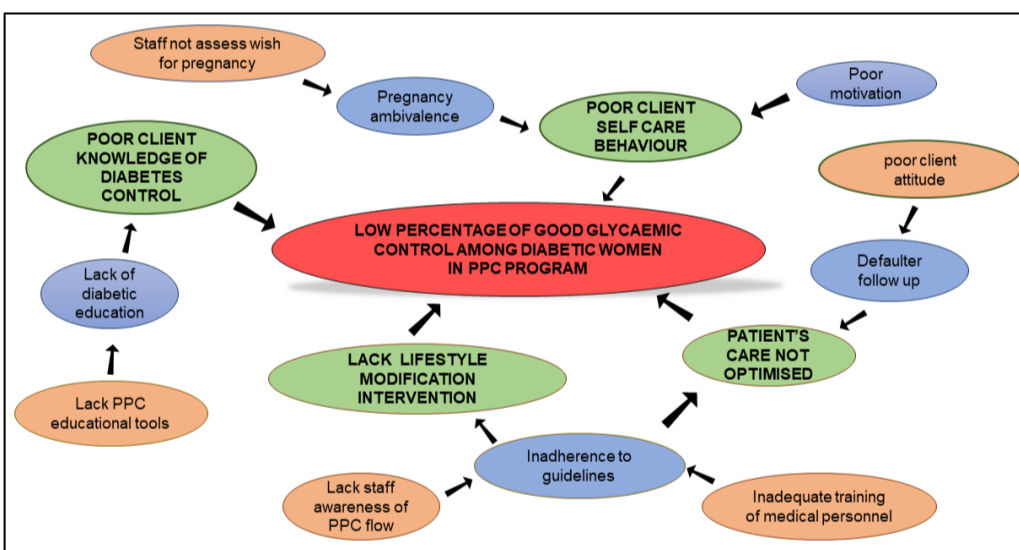 Staff not assess wish
for pregnancy
Pregnancy
ambivalence
POOR CLIENT
SELF CARE
BEHAVIOUR
Poor
motivation
POOR CLIENT
KNOWLEDGE OF
DIABETES
CONTROL
poor client
attitude
LOW PERCENTAGE OF GOOD GLYCAEMIC
CONTROL AMONG DIABETIC WOMEN
IN PPC PROGRAM
Lack of
diabetic
education
Defaulter
follow up
LACK LIFESTYLE
MODIFICATION
INTERVENTION
PATIENT'S
CARE NOT
OPTIMISED
Lack PPC
educational tools
Inadherence to
guidelines
Lack staff
awareness of
PPC flow
Inadequate training
of medical personnel